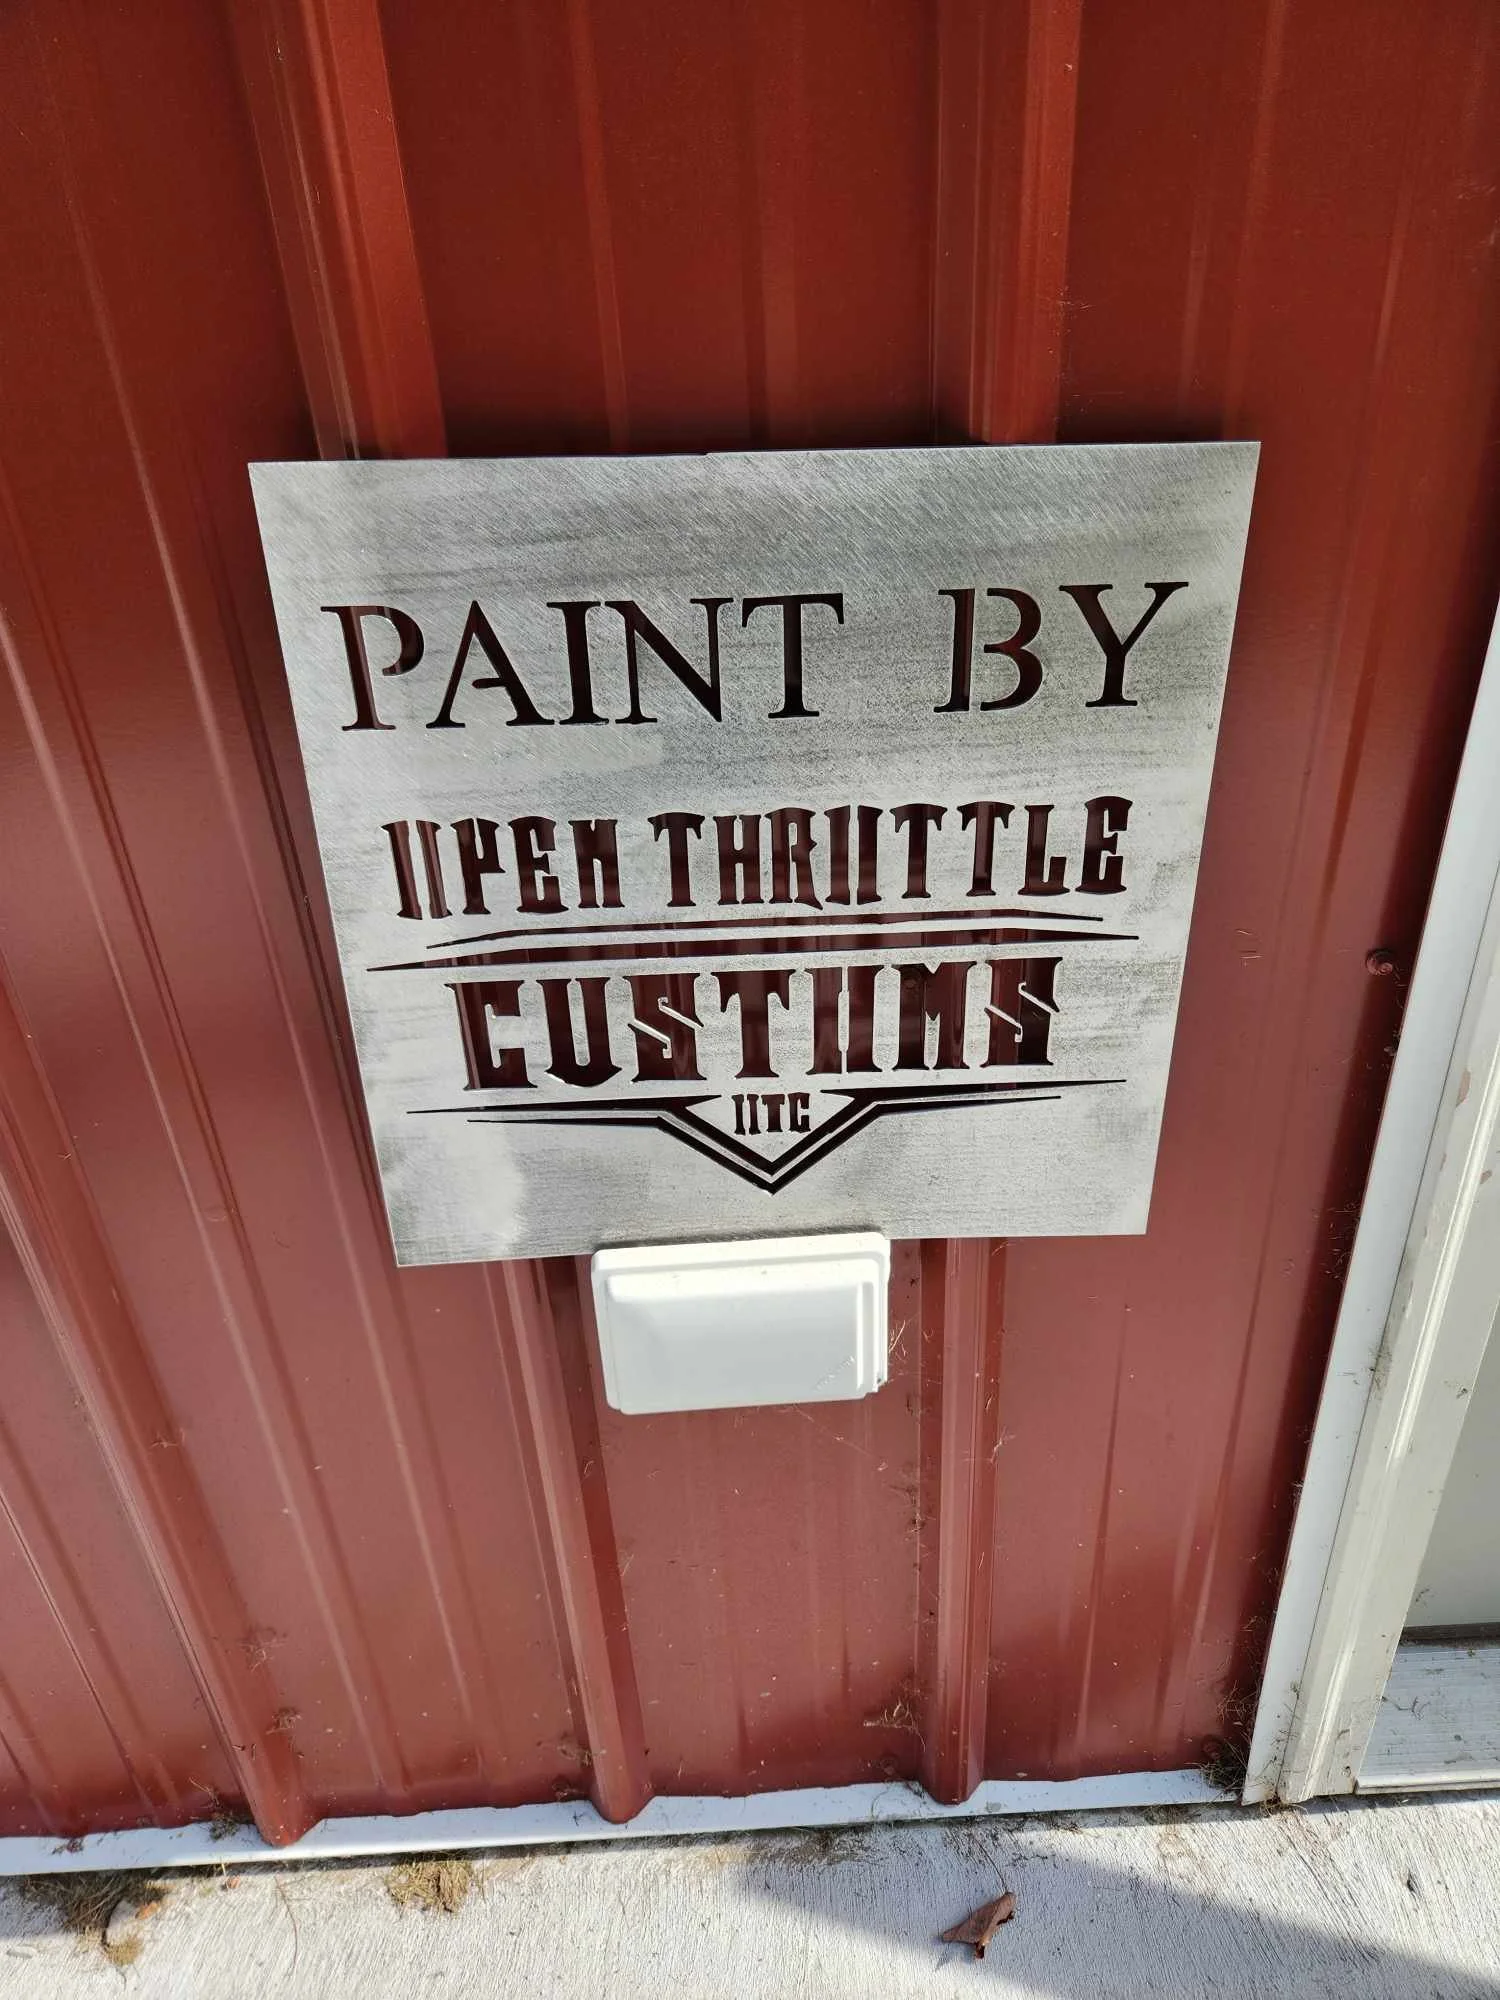 PAINT BY
OPEN THROTTLE
CUSTOMS
OTC